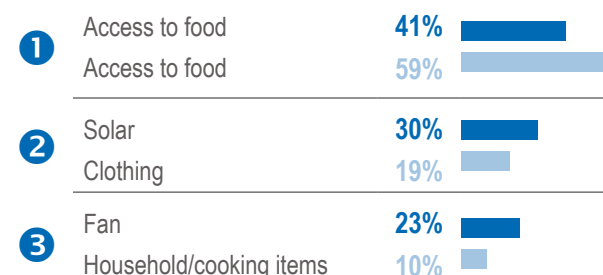 1
Access to food 41%
Access to food 59%
2
Solar 30%
Clothing 19%
3
Fan 23%
Household/cooking items 10%